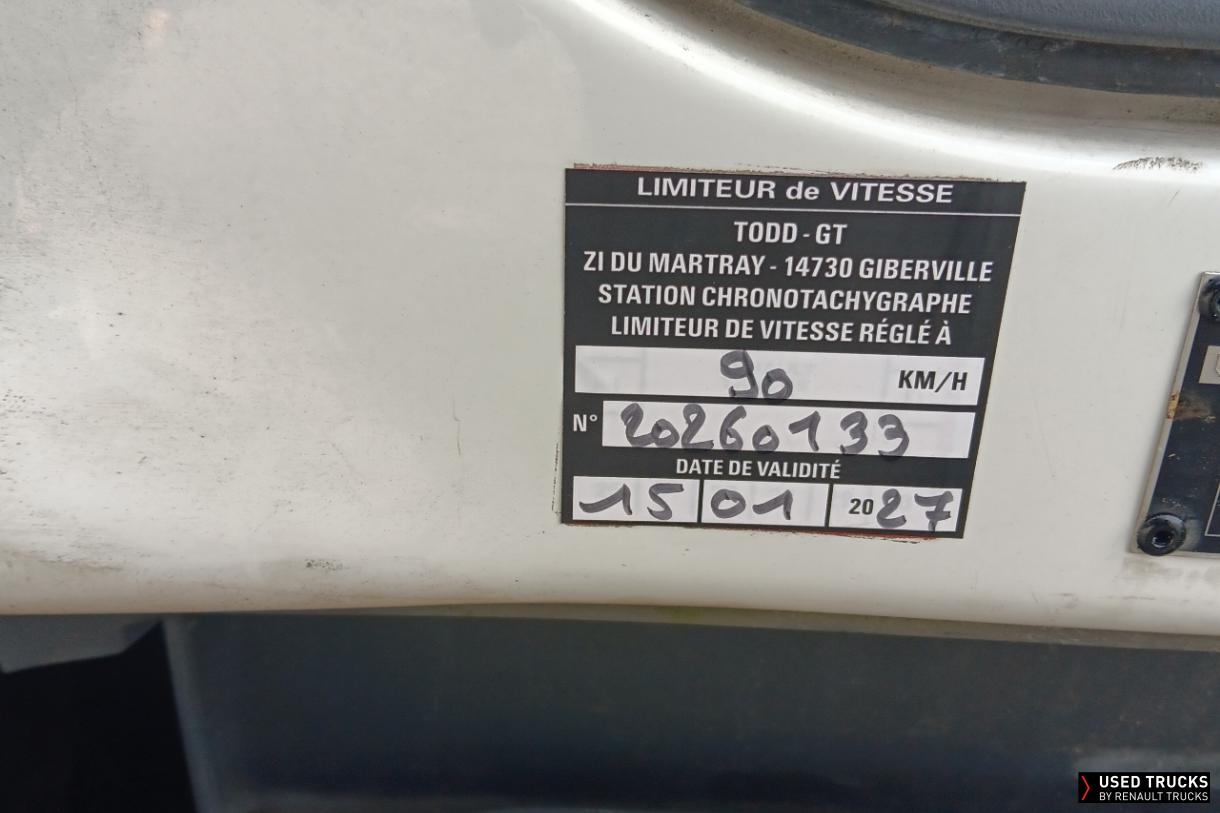 LIMITEUR de VITESSE
TODD - GT
ZI DU MARTRAY - 14730 GIBERVILLE
STATION CHRONOTACHYGRAPHE
LIMITEUR DE VITESSE RÉGLÉ À
90 KM/H
N° 20260133
DATE DE VALIDITÉ
15 01 2027
USED TRUCKS
BY RENAULT TRUCKS